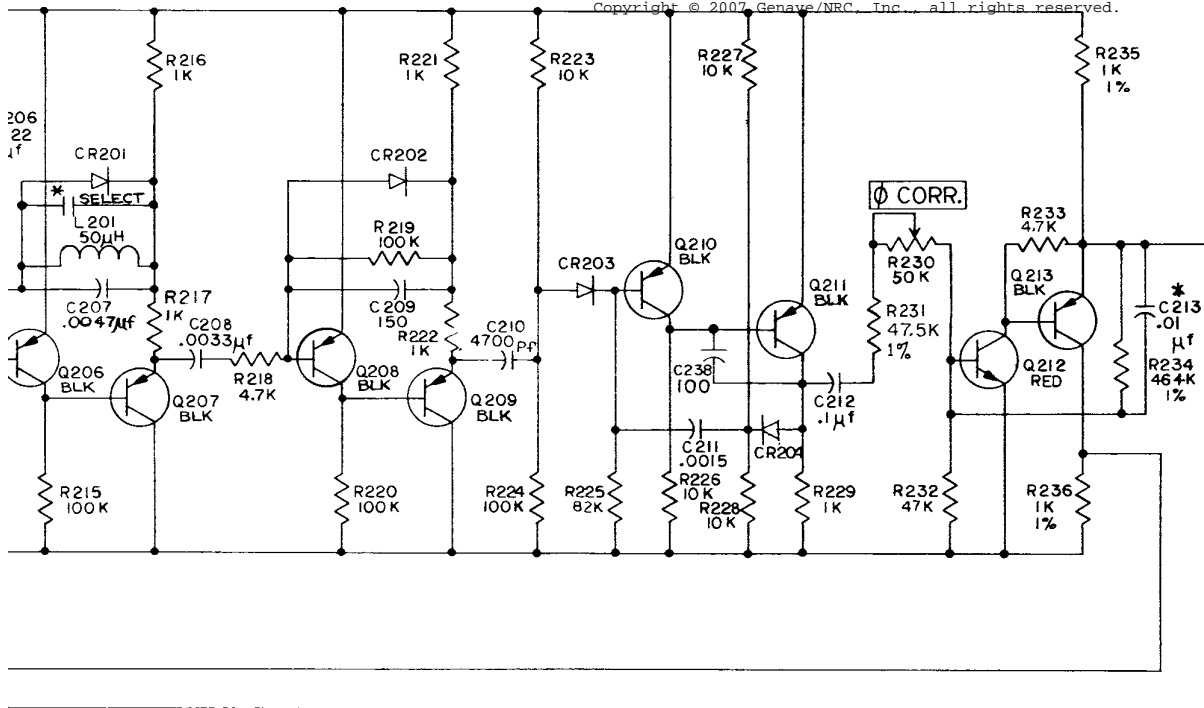 Copyright © 2007 Genave/NRC, Inc., all rights reserved.
R216
1K
R221
1K
R223
10K
R227
10K
R235
1K
1%
206
22
µf
CR201
*
SELECT
L201
50µH
C207
.0047µf
R217
1K
C208
.0033µf
R218
4.7K
Q206
BLK
Q207
BLK
R215
100K
CR202
R219
100K
C209
150
R222
1K
C210
4700 Pf
Q208
BLK
Q209
BLK
R220
100K
R224
100K
CR203
Q210
BLK
Q211
BLK
C238
100
C211
.0015
CR204
C212
.1µf
R225
82K
R226
10K
R228
10K
R229
1K
Ø CORR.
R230
50K
R231
47.5K
1%
R233
4.7K
Q213
BLK
Q212
RED
*
C213
.01
µf
R234
464K
1%
R232
47K
R236
1K
1%